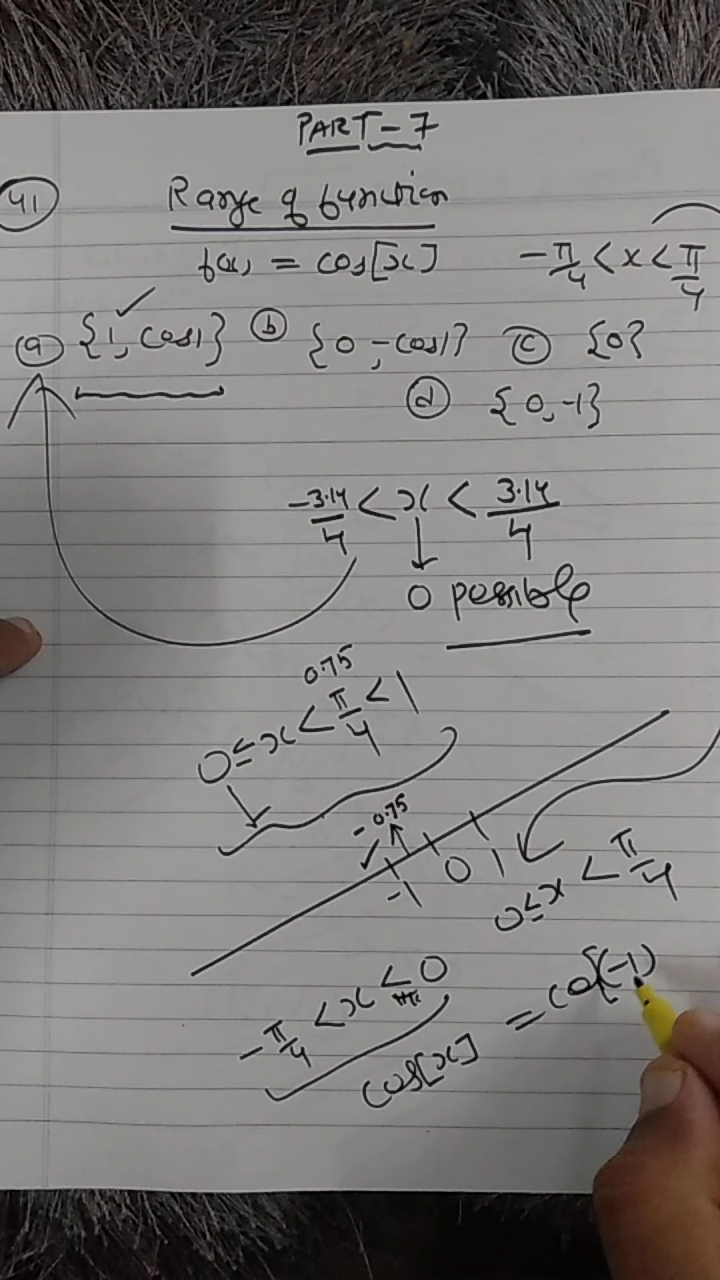 PART-7
41 Range of function
f(x) = cos[x] -π/4 < x < π/4
(a) {1, cos1} (b) {0, -cos1} (c) {0}
(d) {0, -1}
-3.14/4 < x < 3.14/4
0 possible
0.75
0 ≤ x < π/4 < 1
-0.75
-1 0 1
0 ≤ x < π/4
-π/4 < x < 0
cos[x] = cos(-1)